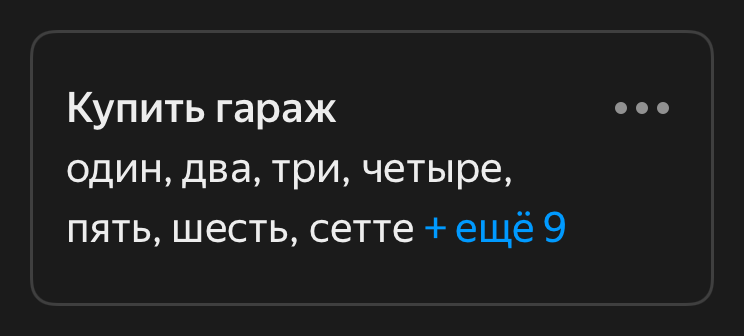 Купить гараж
один, два, три, четыре,
пять, шесть, сетте + ещё 9